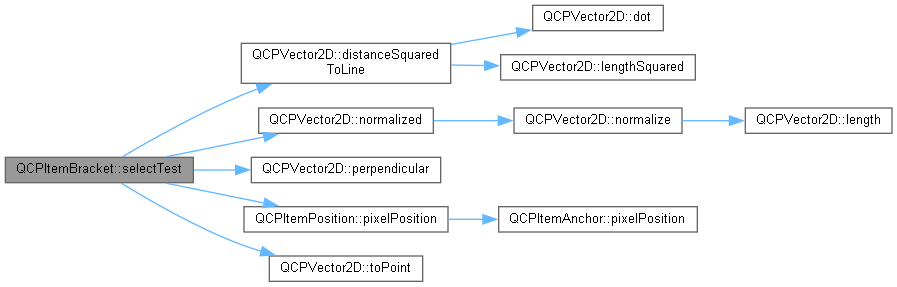 QCPItemBracket::selectTest
QCPVector2D::distanceSquared
ToLine
QCPVector2D::dot
QCPVector2D::lengthSquared
QCPVector2D::normalized
QCPVector2D::normalize
QCPVector2D::length
QCPVector2D::perpendicular
QCPItemPosition::pixelPosition
QCPItemAnchor::pixelPosition
QCPVector2D::toPoint